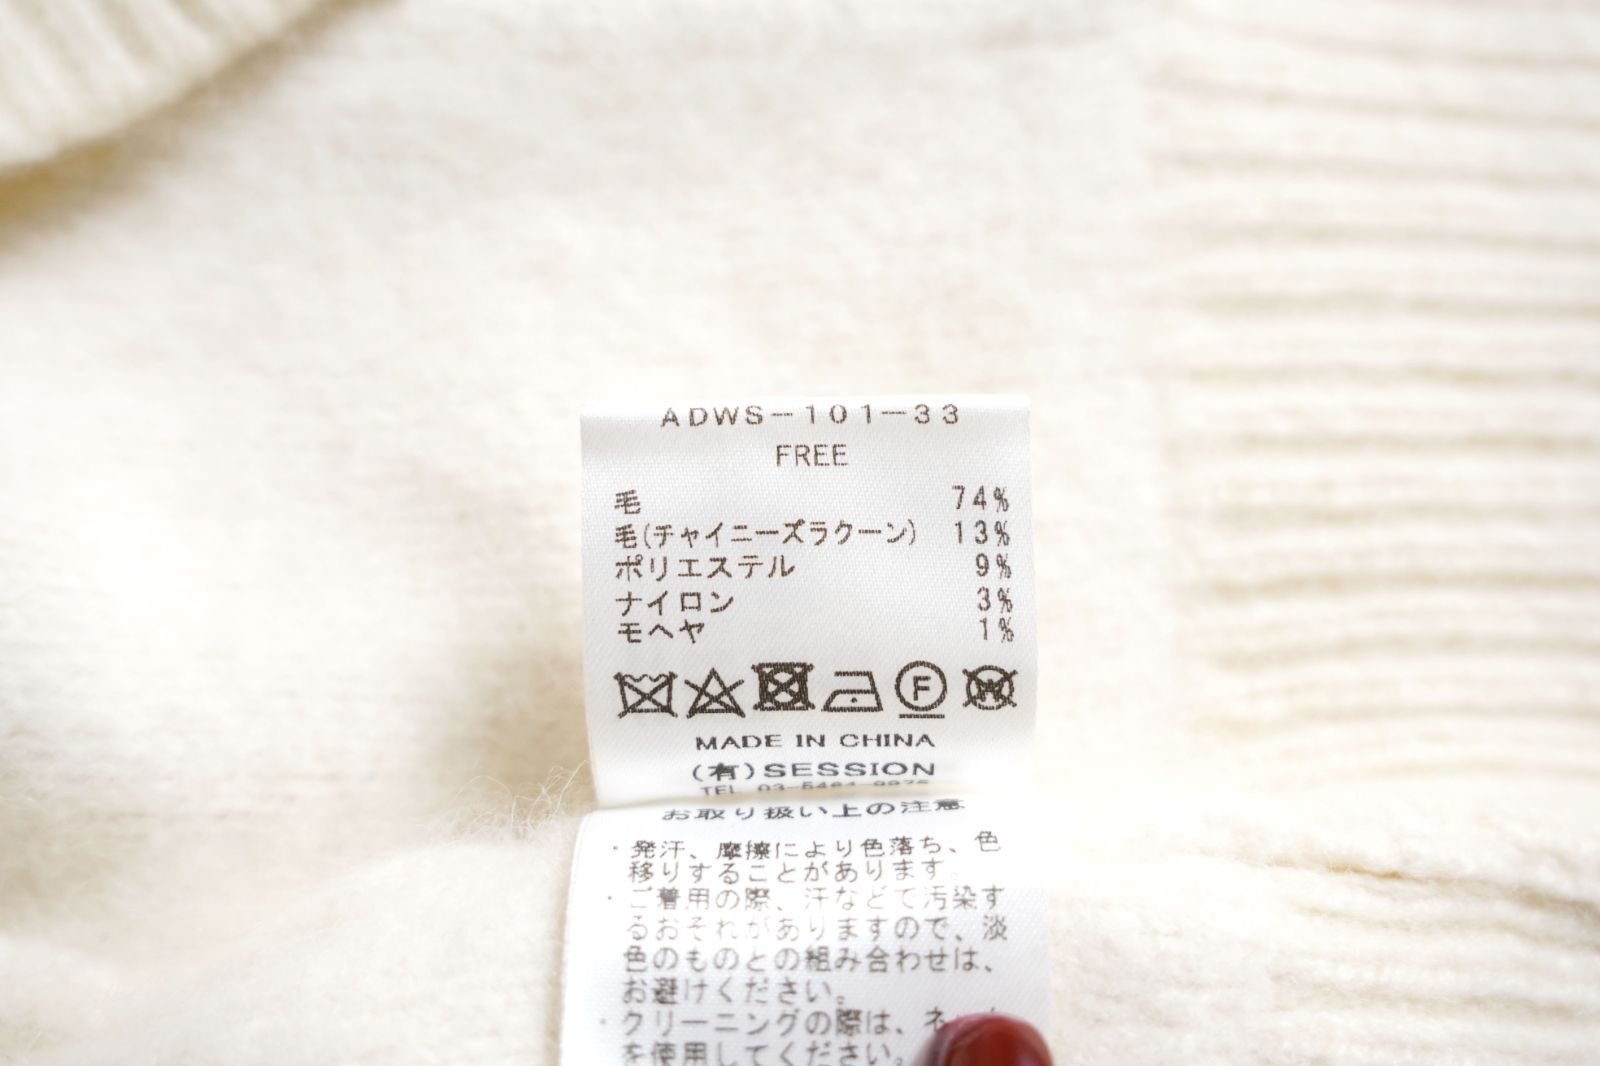 ADWS-101-33
FREE
毛 74%
毛(チャイニーズラクーン) 13%
ポリエステル 9%
ナイロン 3%
モヘヤ 1%
F
W
MADE IN CHINA
(有)SESSION
TEL 03-5464-9975
お取り扱い上の注意
・発汗、摩擦により色落ち、色
移りすることがあります。
・ご着用の際、汗などで汚染す
るおそれがありますので、淡
色のものとの組み合わせは、
お避けください。
・クリーニングの際は、ネ
を使用してください。